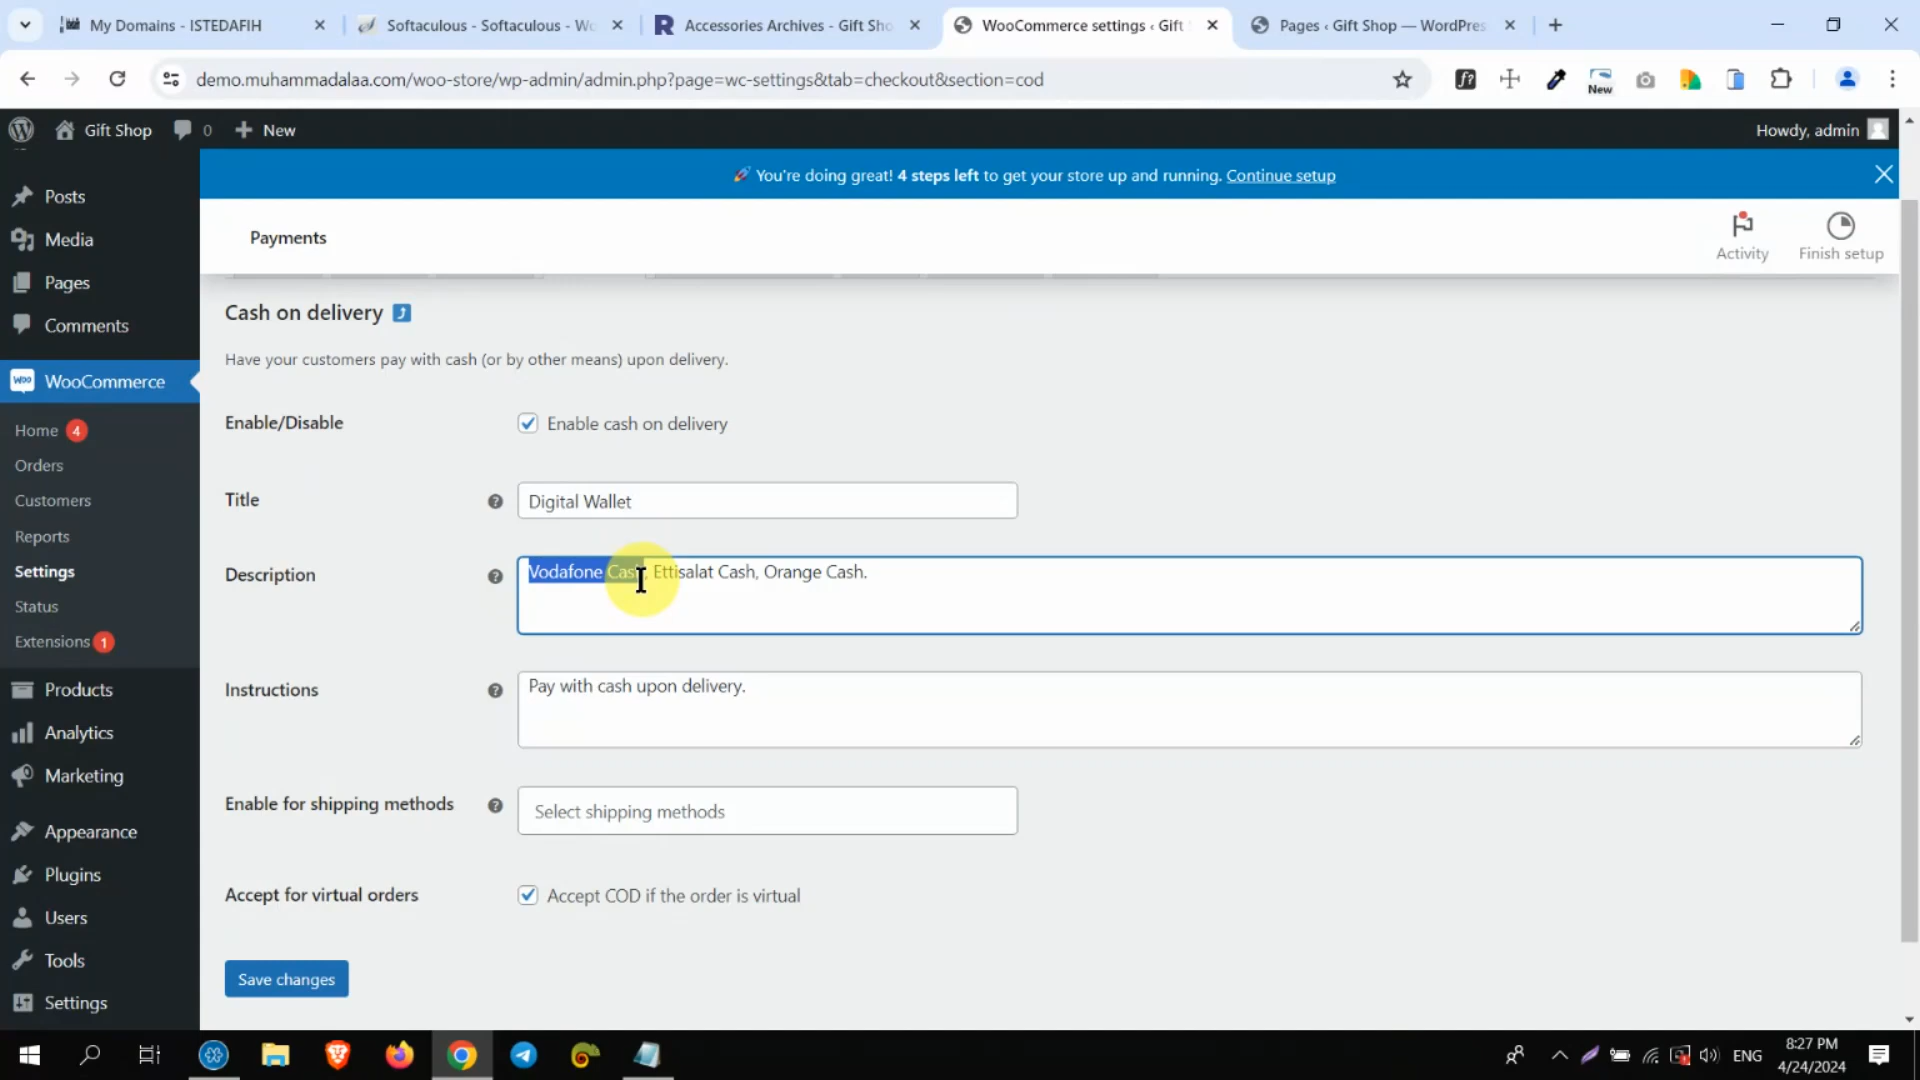 My Domains - ISTEDAFIH
Softaculous - Softaculous - Wo
Accessories Archives - Gift Sho
WooCommerce settings ‹ Gift
Pages ‹ Gift Shop — WordPres
demo.muhammadalaa.com/woo-store/wp-admin/admin.php?page=wc-settings&tab=checkout&section=cod
New
Gift Shop
0
New
Howdy, admin
You're doing great! 4 steps left to get your store up and running. Continue setup
Payments
Activity
Finish setup
Posts
Media
Pages
Comments
WooCommerce
Home 4
Orders
Customers
Reports
Settings
Status
Extensions 1
Products
Analytics
Marketing
Appearance
Plugins
Users
Tools
Settings
Cash on delivery
Have your customers pay with cash (or by other means) upon delivery.
Enable/Disable
Enable cash on delivery
Title
Digital Wallet
Description
Vodafone Cash, Ettisalat Cash, Orange Cash.
Instructions
Pay with cash upon delivery.
Enable for shipping methods
Select shipping methods
Accept for virtual orders
Accept COD if the order is virtual
Save changes
ENG
8:27 PM
4/24/2024